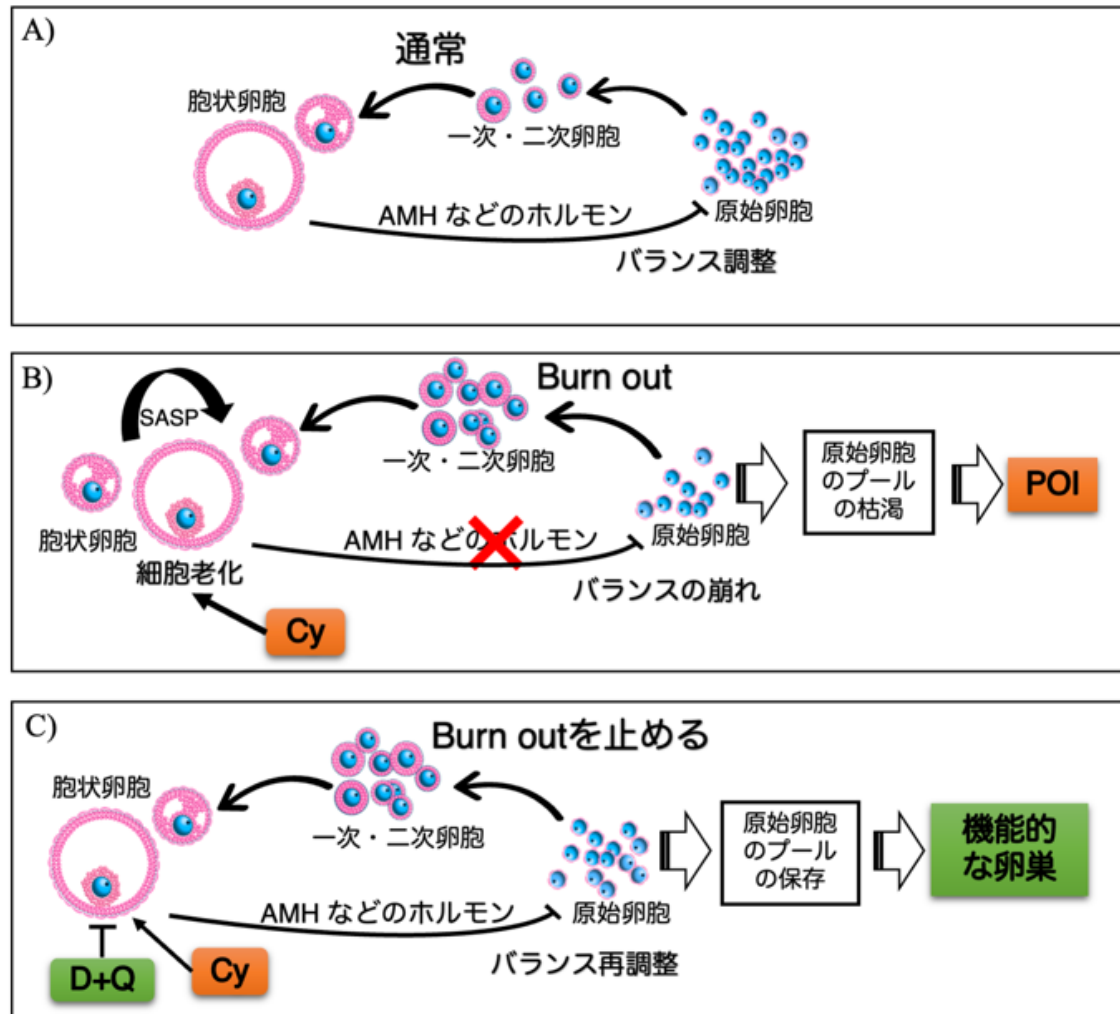 A)
通常
胞状卵胞
一次・二次卵胞
AMH などのホルモン
原始卵胞
バランス調整
B)
SASP
Burn out
一次・二次卵胞
胞状卵胞
細胞老化
AMH などのホルモン
原始卵胞
バランスの崩れ
原始卵胞
のプール
の枯渇
POI
Cy
C)
Burn outを止める
胞状卵胞
一次・二次卵胞
AMH などのホルモン
原始卵胞
バランス再調整
原始卵胞
のプール
の保存
機能的
な卵巣
D+Q
Cy